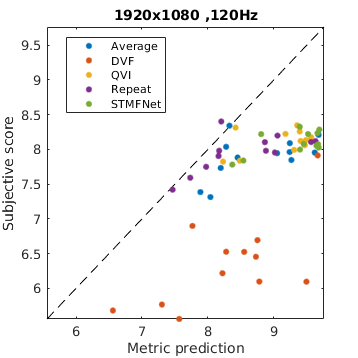 1920x1080 ,120Hz
Average
DVF
QVI
Repeat
STMFNet
Subjective score
9.5
9
8.5
8
7.5
7
6.5
6
6
7
8
9
Metric prediction